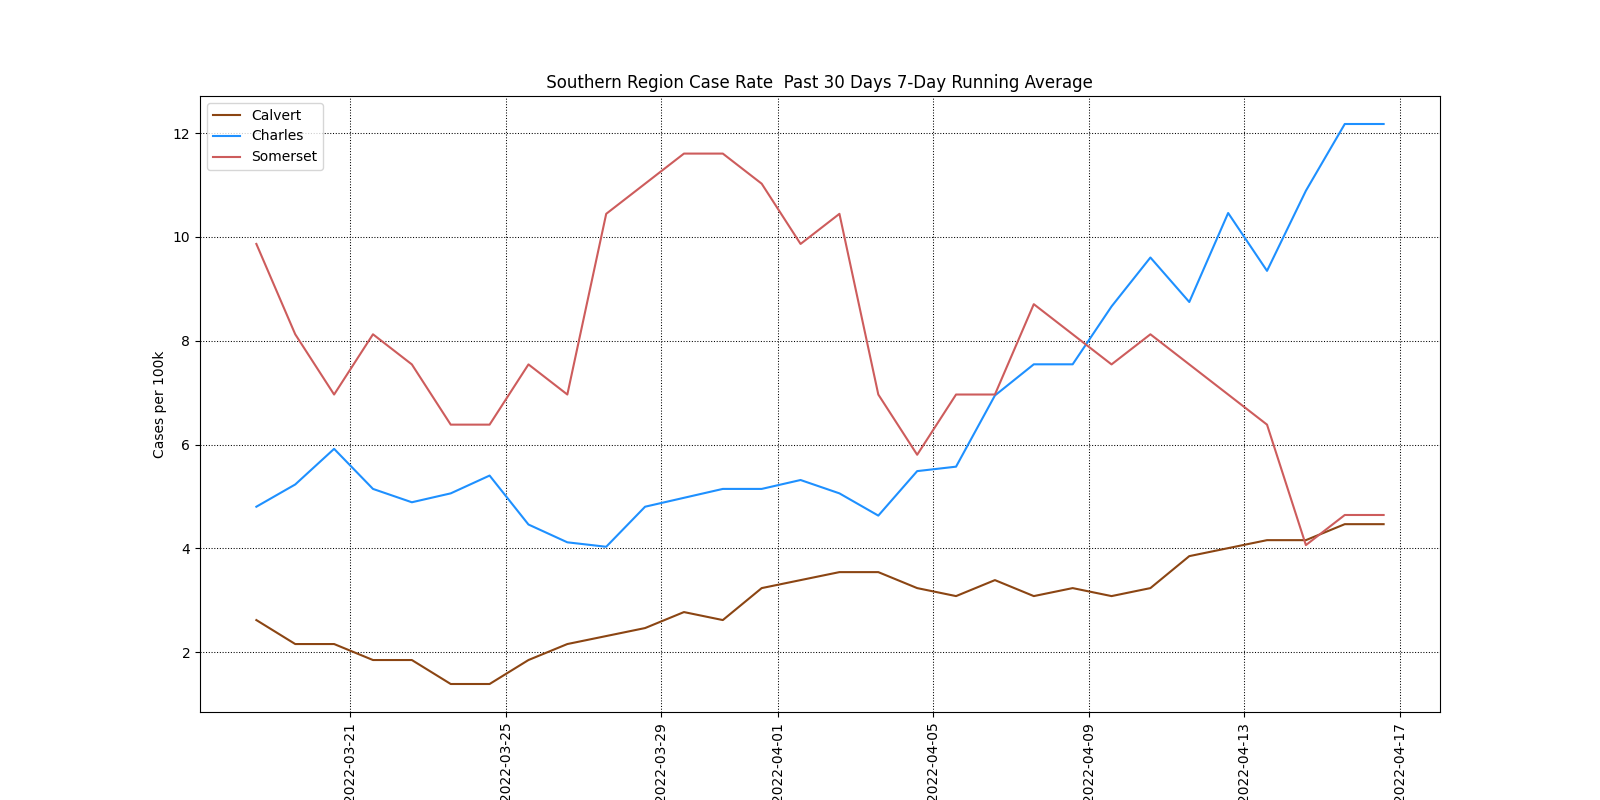 Southern Region Case Rate  Past 30 Days 7-Day Running Average
Calvert
Charles
Somerset
Cases per 100k
12
10
8
6
4
2
2022-03-21
2022-03-25
2022-03-29
2022-04-01
2022-04-05
2022-04-09
2022-04-13
2022-04-17